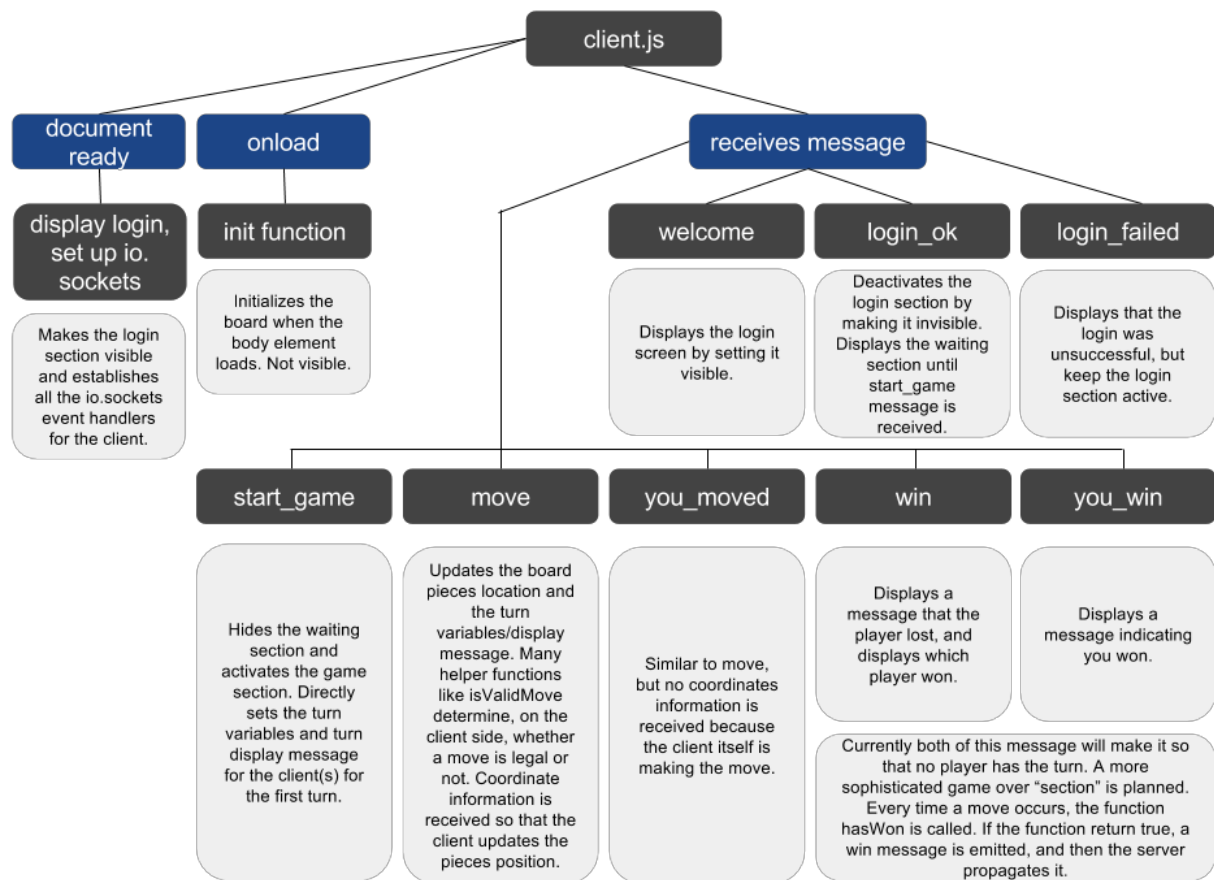 client.js
document
ready
onload
receives message
display login,
set up io.
sockets
init function
welcome
login_ok
login_failed
Makes the login
section visible
and establishes
all the io.sockets
event handlers
for the client.
Initializes the
board when the
body element
loads. Not visible.
Displays the login
screen by setting it
visible.
Deactivates the
login section by
making it invisible.
Displays the waiting
section until
start_game
message is
received.
Displays that the
login was
unsuccessful, but
keep the login
section active.
start_game
move
you_moved
win
you_win
Hides the waiting
section and
activates the game
section. Directly
sets the turn
variables and turn
display message
for the client(s) for
the first turn.
Updates the board
pieces location and
the turn
variables/display
message. Many
helper functions
like isValidMove
determine, on the
client side, whether
a move is legal or
not. Coordinate
information is
received so that the
client updates the
pieces position.
Similar to move,
but no coordinates
information is
received because
the client itself is
making the move.
Displays a
message that the
player lost, and
displays which
player won.
Displays a
message indicating
you won.
Currently both of this message will make it so
that no player has the turn. A more
sophisticated game over “section” is planned.
Every time a move occurs, the function
hasWon is called. If the function return true, a
win message is emitted, and then the server
propagates it.